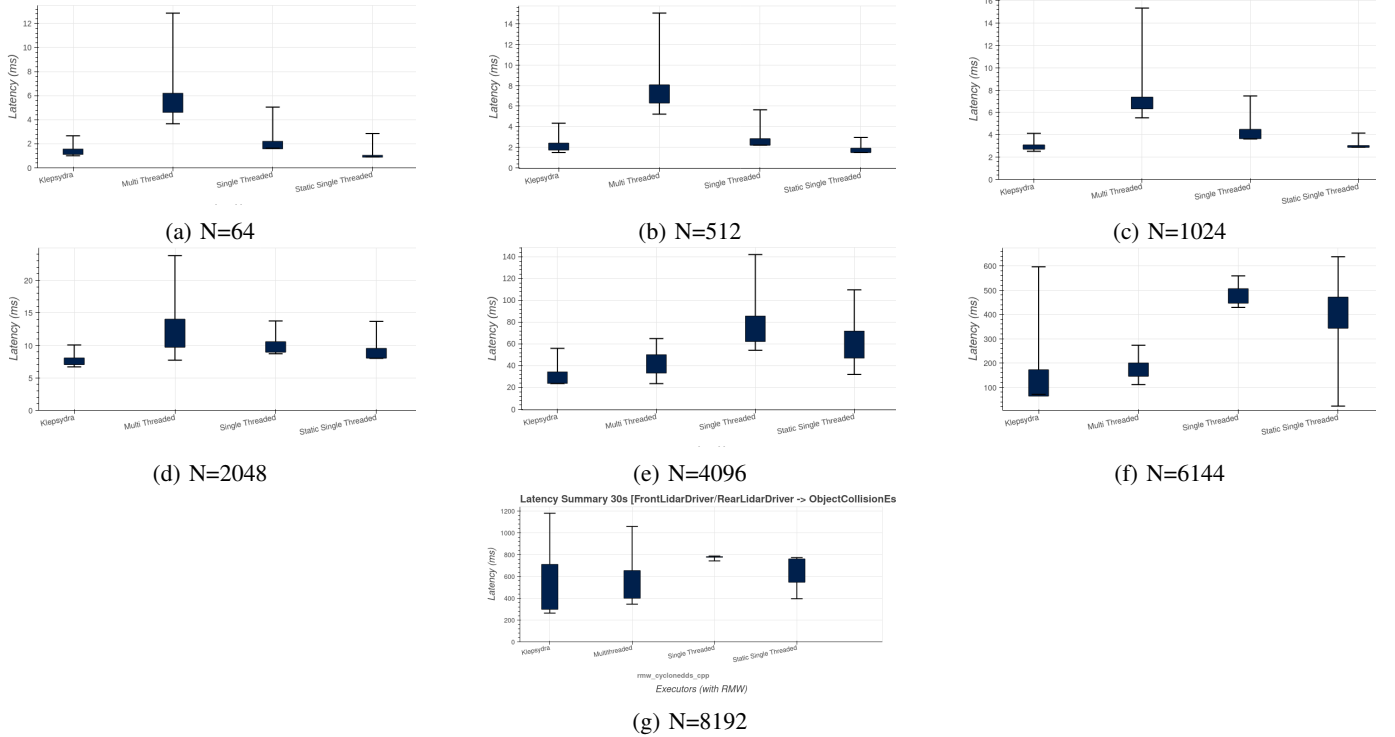 12
10
8
6
4
2
0
Latency (ms)
Klepsydra
Multi Threaded
Single Threaded
Static Single Threaded
(a) N=64
14
12
10
8
6
4
2
0
Latency (ms)
Klepsydra
Multi Threaded
Single Threaded
Static Single Threaded
(b) N=512
16
14
12
10
8
6
4
2
0
Latency (ms)
Klepsydra
Multi Threaded
Single Threaded
Static Single Threaded
(c) N=1024
20
15
10
5
0
Latency (ms)
Klepsydra
Multi Threaded
Single Threaded
Static Single Threaded
(d) N=2048
140
120
100
80
60
40
20
0
Latency (ms)
Klepsydra
Multi Threaded
Single Threaded
Static Single Threaded
(e) N=4096
600
500
400
300
200
100
Latency (ms)
Klepsydra
Multi Threaded
Single Threaded
Static Single Threaded
(f) N=6144
Latency Summary 30s [FrontLidarDriver/RearLidarDriver -> ObjectCollisionEs
1200
1000
800
600
400
200
0
Latency (ms)
Klepsydra
Multithreaded
Single Threaded
Static Single Threaded
rmw_cyclonedds_cpp
Executors (with RMW)
(g) N=8192